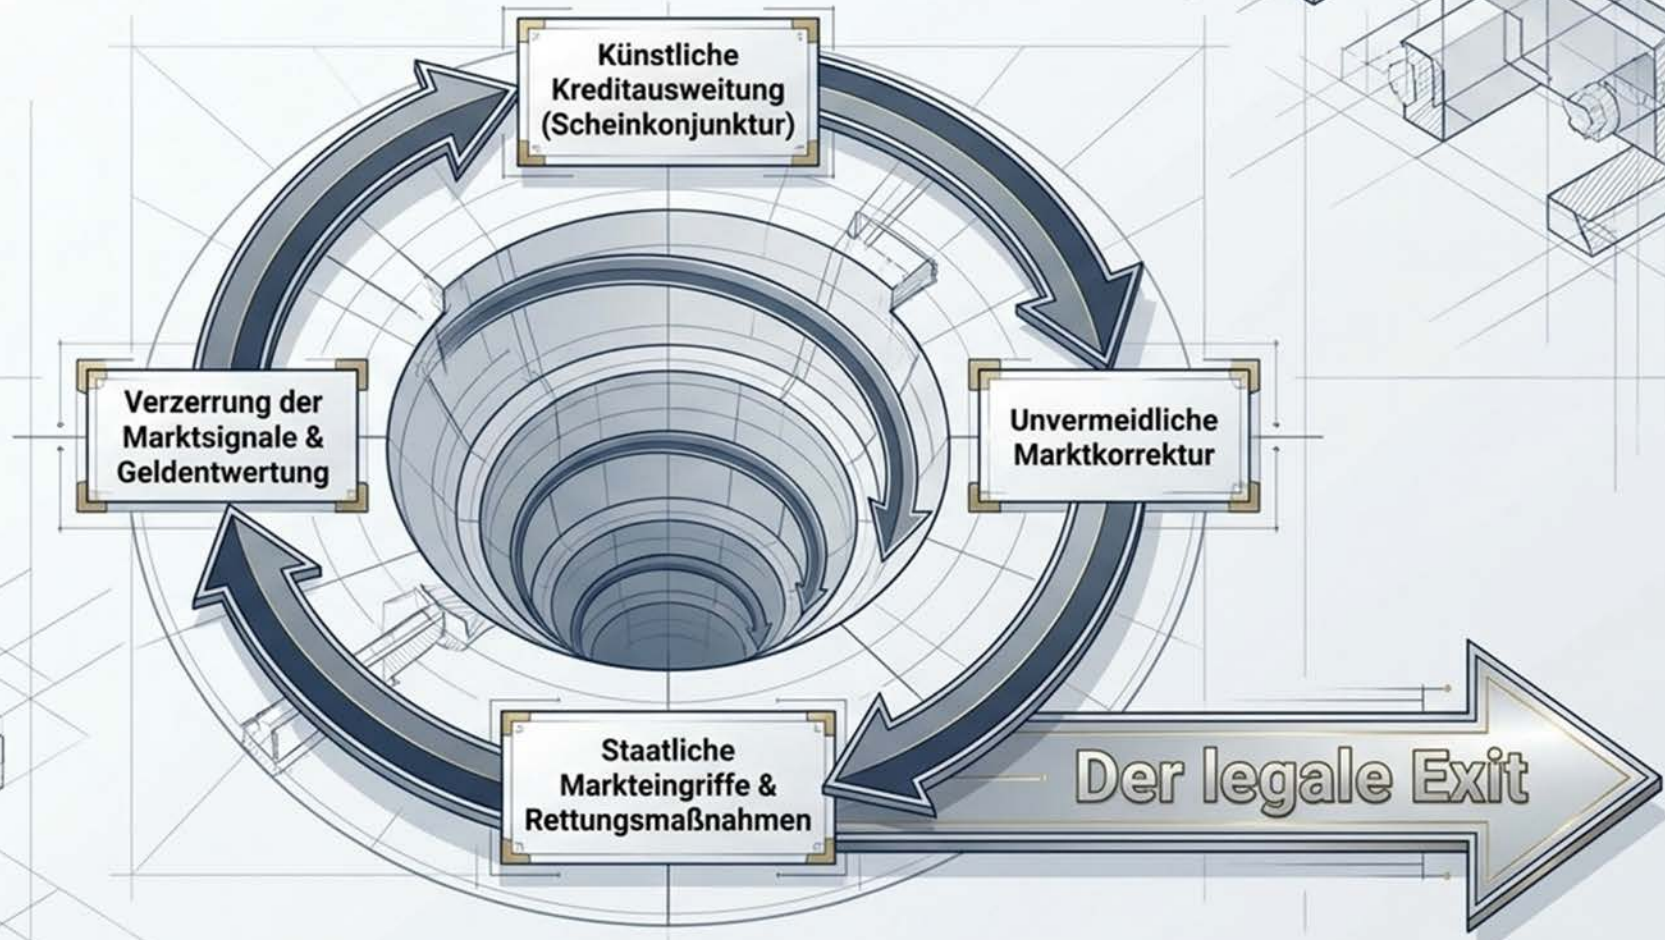 Künstliche
Kreditausweitung
(Scheinkonjunktur)
Verzerrung der
Marktsignale &
Geldentwertung
Unvermeidliche
Marktkorrektur
Staatliche
Markteingriffe &
Rettungsmaßnahmen
Der legale Exit